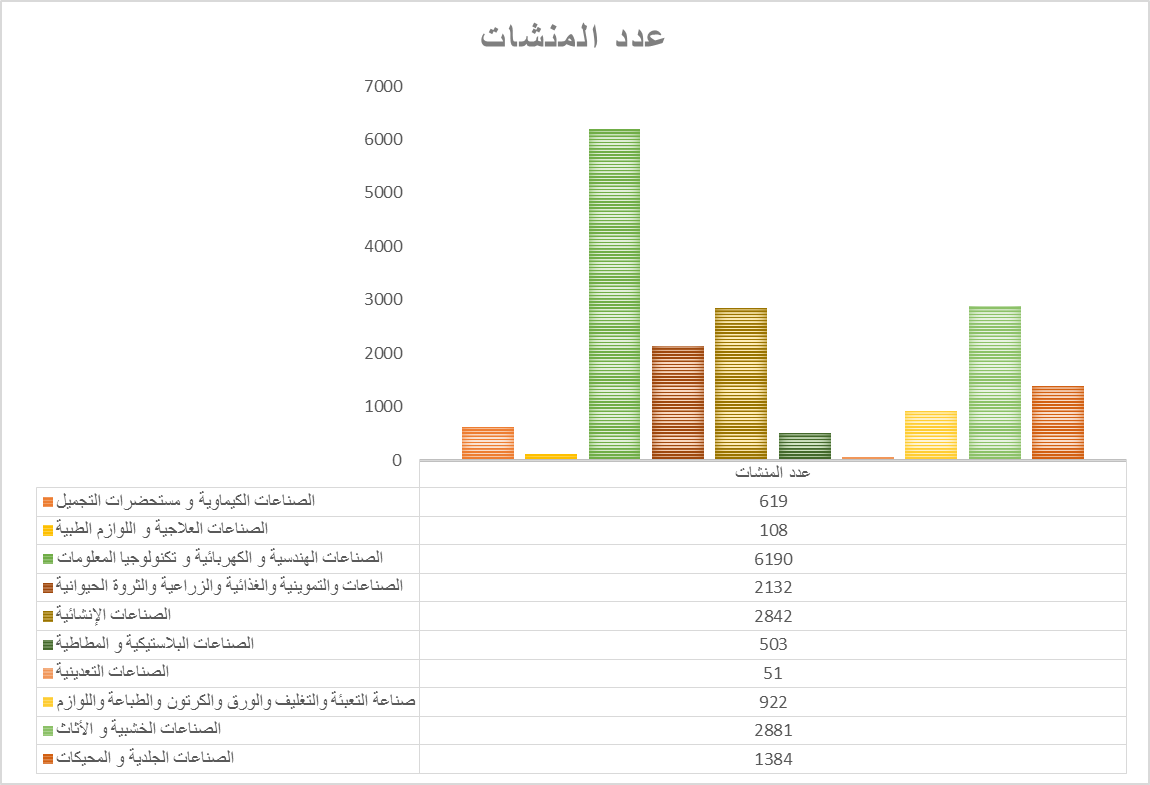 عدد المنشات
7000
6000
5000
4000
3000
2000
1000
0
عدد المنشات
الصناعات الكيماوية و مستحضرات التجميل 619
الصناعات العلاجية و اللوازم الطبية 108
الصناعات الهندسية و الكهربائية و تكنولوجيا المعلومات 6190
الصناعات والتموينية والغذائية والزراعية والثروة الحيوانية 2132
الصناعات الإنشائية 2842
الصناعات البلاستيكية و المطاطية 503
الصناعات التعدينية 51
صناعة التعبئة والتغليف والورق والكرتون والطباعة واللوازم 922
الصناعات الخشبية و الأثاث 2881
الصناعات الجلدية و المحيكات 1384